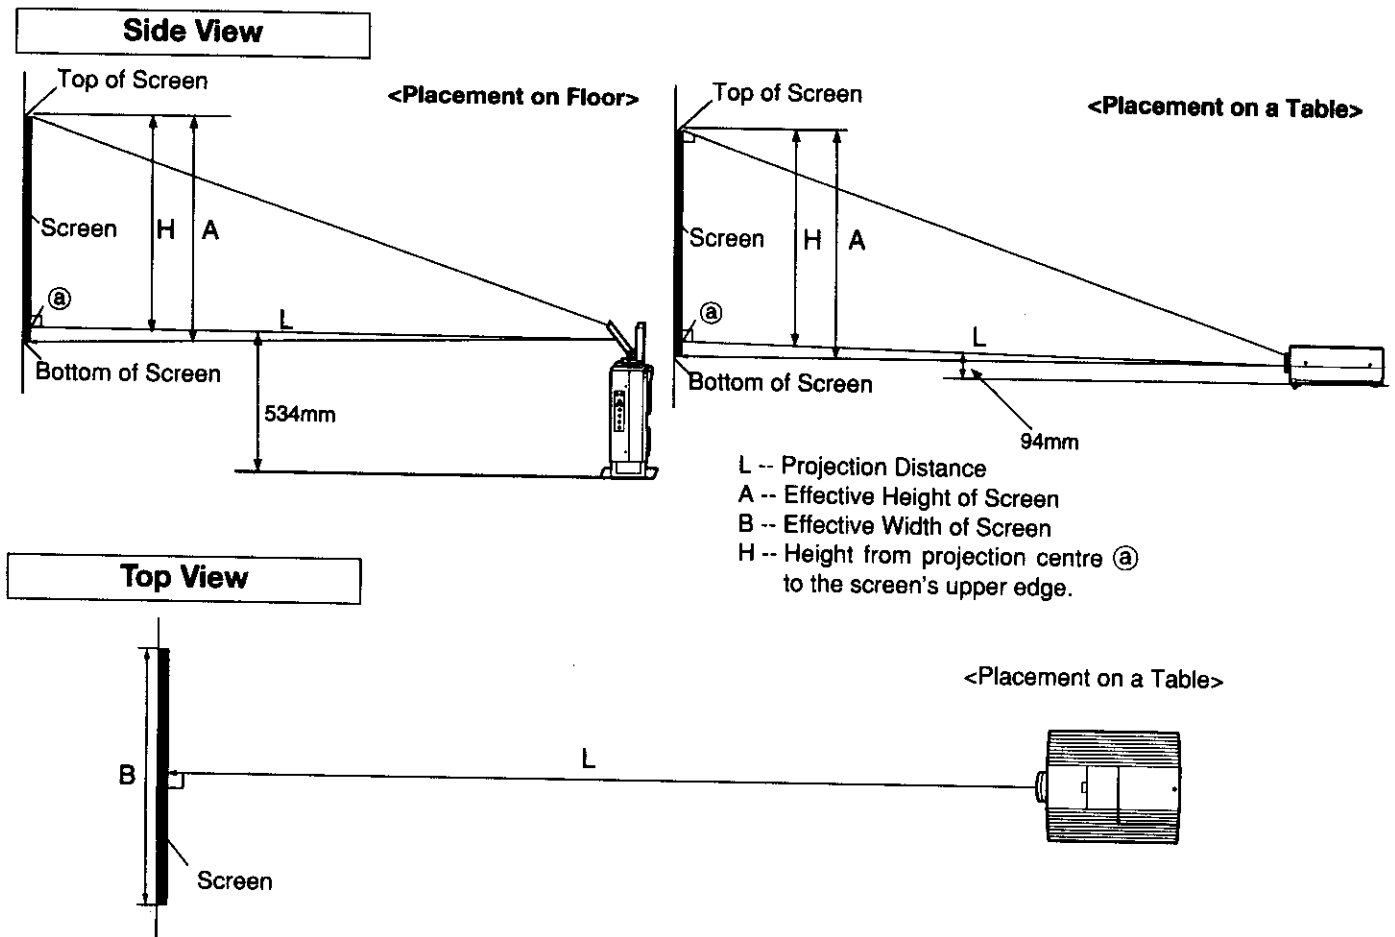 Side View
Top of Screen
<Placement on Floor>
Screen
H
A
ⓐ
L
Bottom of Screen
534mm
Top of Screen
<Placement on a Table>
Screen
H
A
ⓐ
L
Bottom of Screen
94mm
L -- Projection Distance
A -- Effective Height of Screen
B -- Effective Width of Screen
H -- Height from projection centre ⓐ
to the screen's upper edge.
Top View
<Placement on a Table>
B
L
Screen